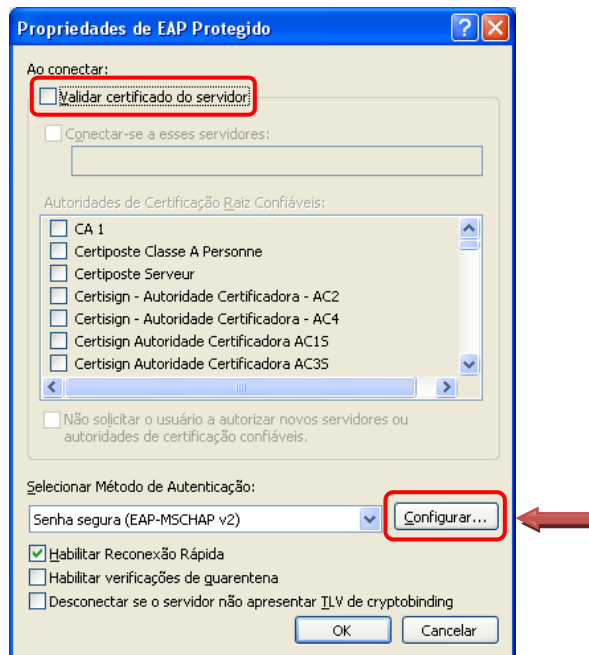 Propriedades de EAP Protegido
Ao conectar:
Validar certificado do servidor
Conectar-se a esses servidores:
Autoridades de Certificação Raiz Confiáveis:
CA 1
Certiposte Classe A Personne
Certiposte Serveur
Certisign - Autoridade Certificadora - AC2
Certisign - Autoridade Certificadora - AC4
Certisign Autoridade Certificadora AC1S
Certisign Autoridade Certificadora AC3S
Não solicitar o usuário a autorizar novos servidores ou
autoridades de certificação confiáveis.
Selecionar Método de Autenticação:
Senha segura (EAP-MSCHAP v2)
Configurar...
Habilitar Reconexão Rápida
Habilitar verificações de quarentena
Desconectar se o servidor não apresentar TLV de cryptobinding
OK
Cancelar